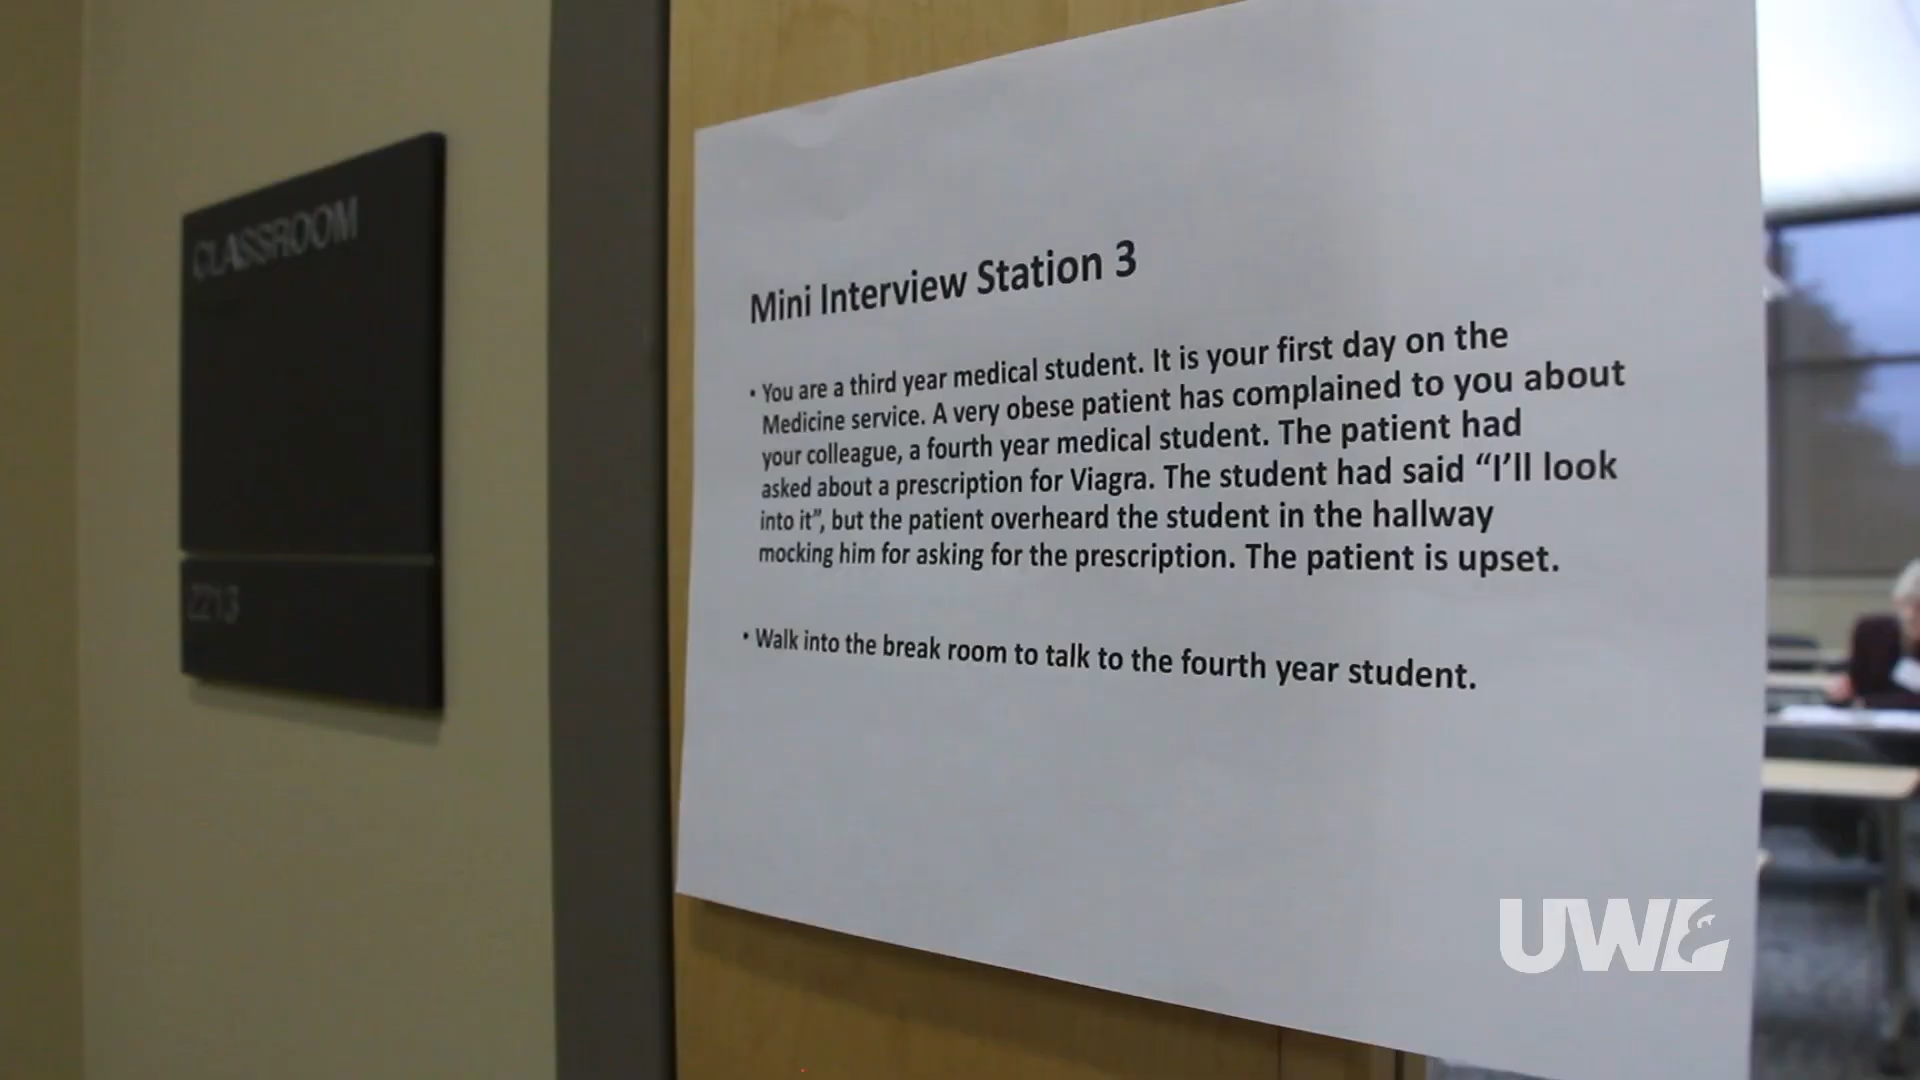 CLASSROOM
2213
Mini Interview Station 3
• You are a third year medical student. It is your first day on the
Medicine service. A very obese patient has complained to you about
your colleague, a fourth year medical student. The patient had
asked about a prescription for Viagra. The student had said “I’ll look
into it”, but the patient overheard the student in the hallway
mocking him for asking for the prescription. The patient is upset.
• Walk into the break room to talk to the fourth year student.
UWL